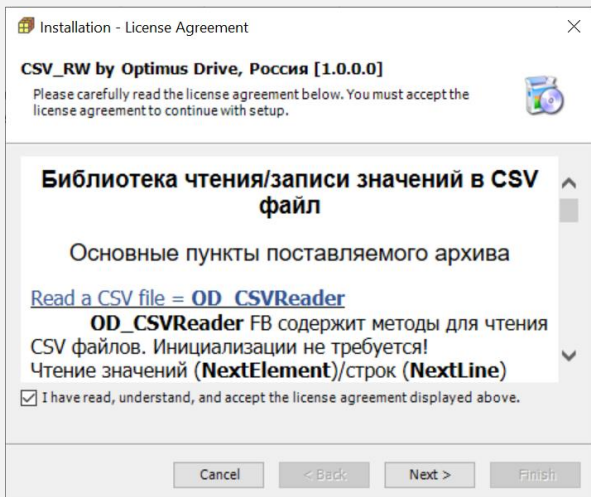 Installation - License Agreement
CSV_RW by Optimus Drive, Россия [1.0.0.0]
Please carefully read the license agreement below. You must accept the
license agreement to continue with setup.
Библиотека чтения/записи значений в CSV
файл
Основные пункты поставляемого архива
Read a CSV file = OD_CSVReader
OD_CSVReader FB содержит методы для чтения
CSV файлов. Инициализации не требуется!
Чтение значений (NextElement)/строк (NextLine)
I have read, understand, and accept the license agreement displayed above.
Cancel < Back Next > Finish